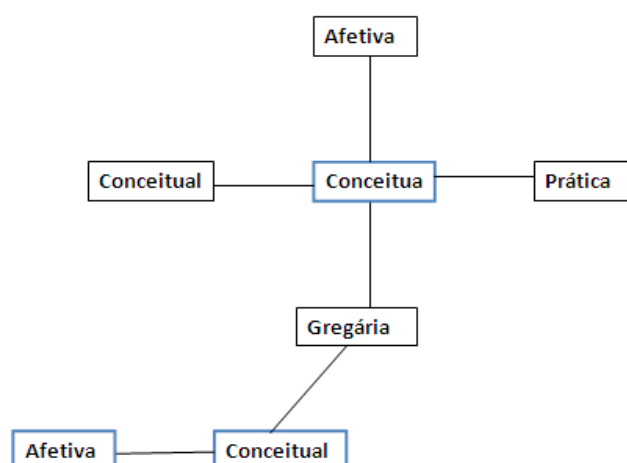 Afetiva
Conceitual
Conceitua
Prática
Gregária
Afetiva
Conceitual